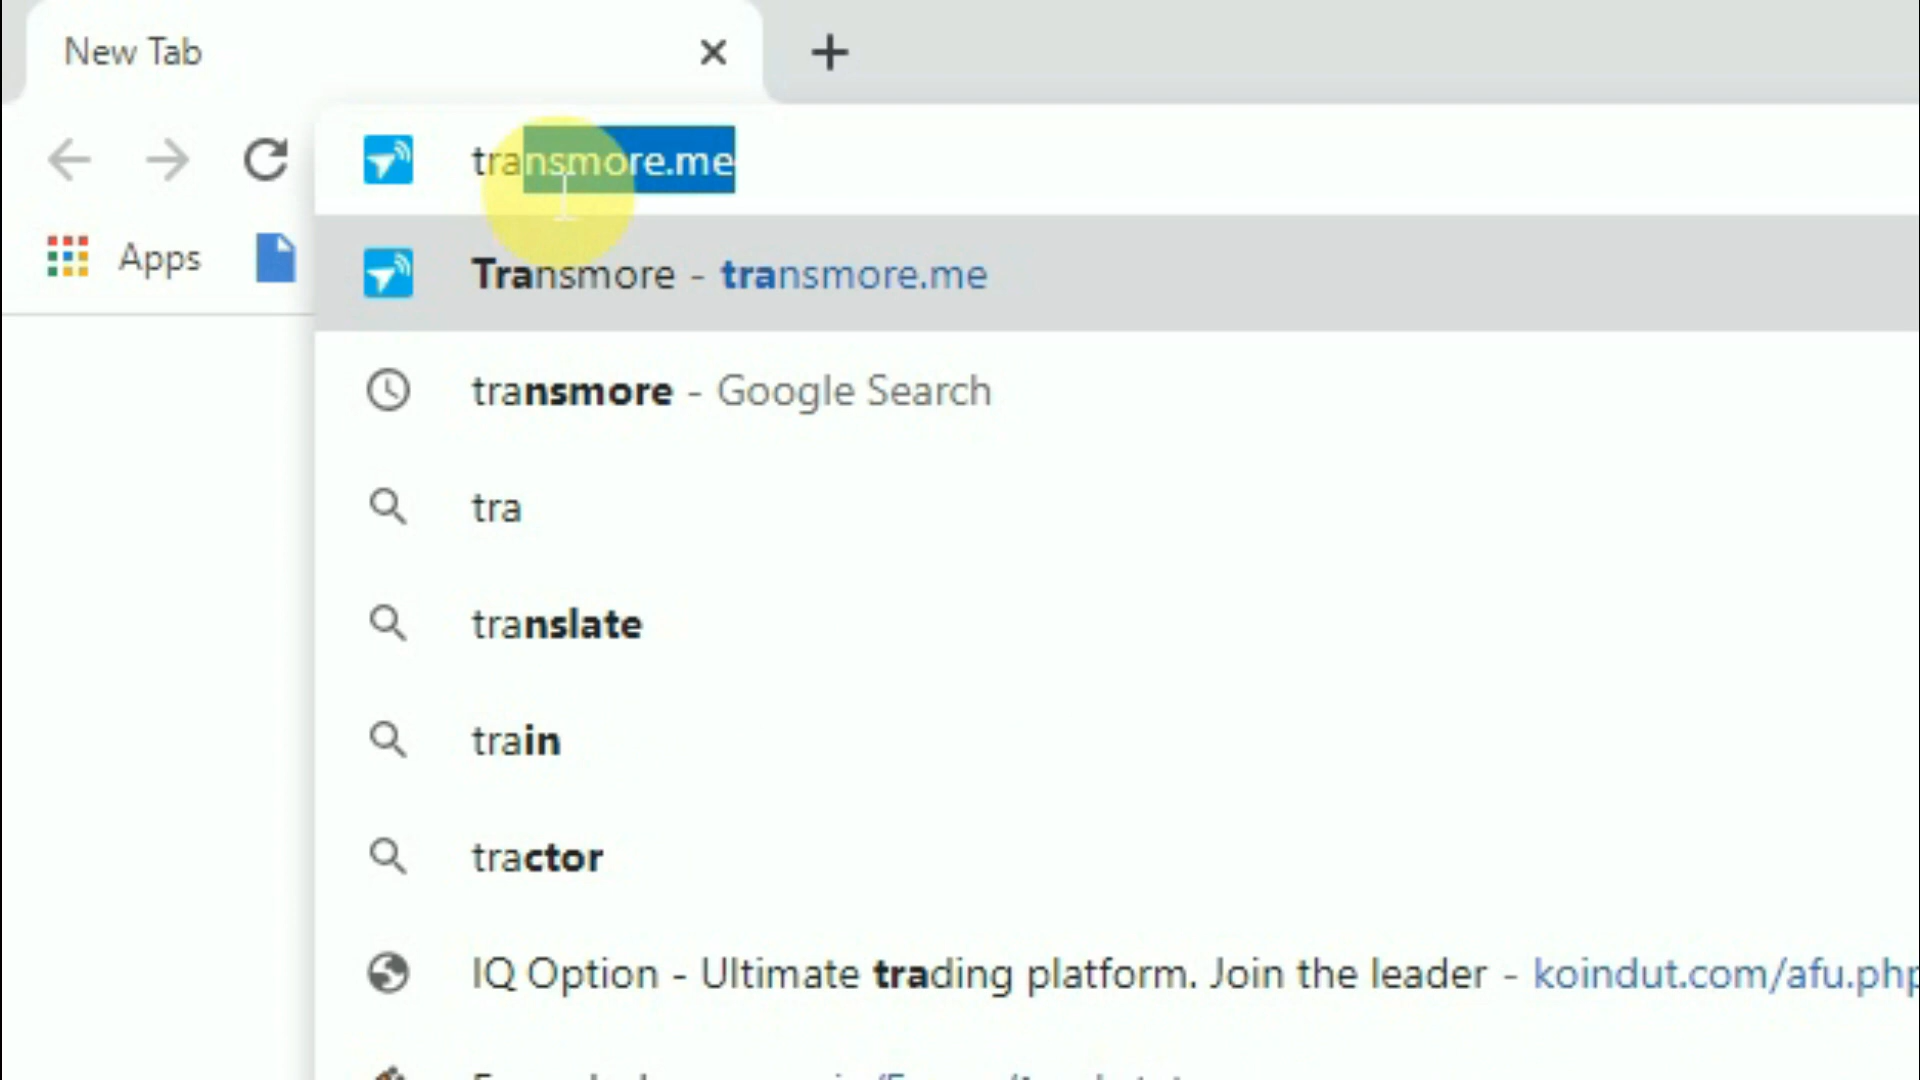 New Tab
transmore.me
Apps
Transmore - transmore.me
transmore - Google Search
tra
translate
train
tractor
IQ Option - Ultimate trading platform. Join the leader - koindut.com/afu.php